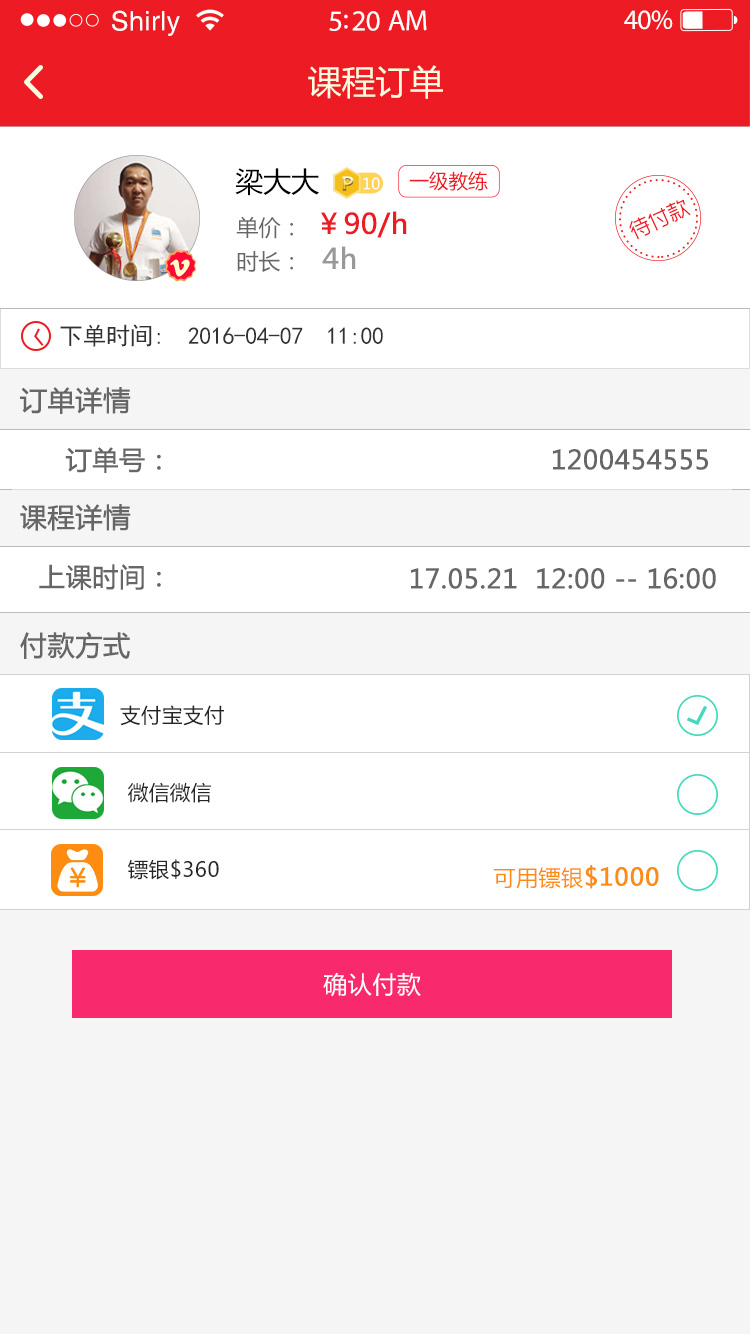 Shirly 5:20 AM 40%
课程订单
梁大大 P 10 一级教练
单价： ¥ 90/h
时长： 4h
待付款
下单时间: 2016-04-07 11:00
订单详情
订单号： 1200454555
课程详情
上课时间： 17.05.21 12:00 -- 16:00
付款方式
支 支付宝支付
微信微信
¥ 镖银$360 可用镖银$1000
确认付款